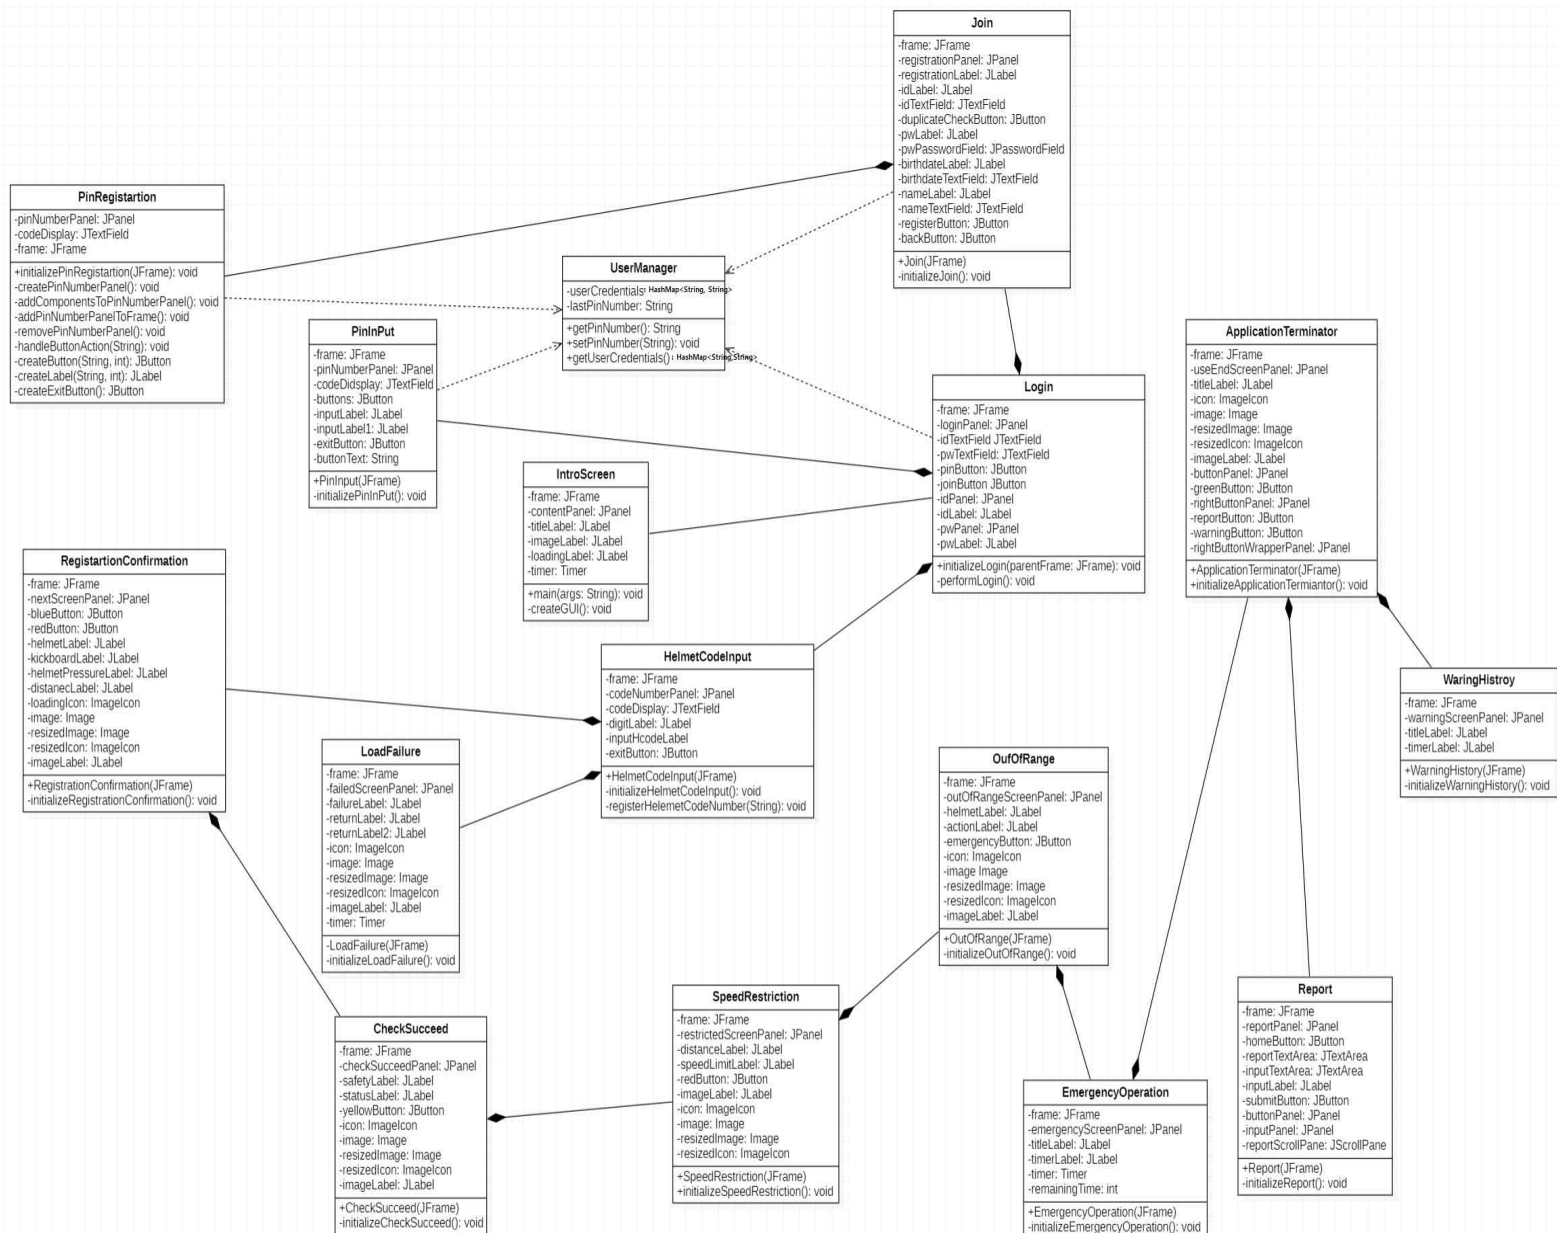 Join
-frame: JFrame
-registrationPanel: JPanel
-registrationLabel: JLabel
-idLabel: JLabel
-idTextField: JTextField
-duplicateCheckButton: JButton
-pwLabel: JLabel
-pwPasswordField: JPasswordField
-birthdateLabel: JLabel
-birthdateTextField: JTextField
-nameLabel: JLabel
-nameTextField: JTextField
-registerButton: JButton
-backButton: JButton
+Join(JFrame)
-initializeJoin(): void
PinRegistartion
-pinNumberPanel: JPanel
-codeDisplay: JTextField
-frame: JFrame
+initializePinRegistartion(JFrame): void
-createPinNumberPanel(): void
-addComponentsToPinNumberPanel(): void
-addPinNumberPanelToFrame(): void
-removePinNumberPanel(): void
-handleButtonAction(String): void
-createButton(String, int): JButton
-createLabel(String, int): JLabel
-createExitButton(): JButton
UserManager
-userCredentials: HashMap<String, String>
-lastPinNumber: String
+getPinNumber(): String
+setPinNumber(String): void
+getUserCredentials(): HashMap<String,String>
PinInPut
-frame: JFrame
-pinNumberPanel: JPanel
-codeDidsplay: JTextField
-buttons: JButton
-inputLabel: JLabel
-inputLabel1: JLabel
-exitButton: JButton
-buttonText: String
+PinInput(JFrame)
-initializePinInPut(): void
ApplicationTerminator
-frame: JFrame
-useEndScreenPanel: JPanel
-titleLabel: JLabel
-icon: ImageIcon
-image: Image
-resizedImage: Image
-resizedIcon: ImageIcon
-imageLabel: JLabel
-buttonPanel: JPanel
-greenButton: JButton
-rightButtonPanel: JPanel
-reportButton: JButton
-warningButton: JButton
-rightButtonWrapperPanel: JPanel
+ApplicationTerminator(JFrame)
+initializeApplicationTermiantor(): void
Login
-frame: JFrame
-loginPanel: JPanel
-idTextField JTextField
-pwTextField: JTextField
-pinButton: JButton
-joinButton JButton
-idPanel: JPanel
-idLabel: JLabel
-pwPanel: JPanel
-pwLabel: JLabel
+initializeLogin(parentFrame: JFrame): void
-performLogin(): void
IntroScreen
-frame: JFrame
-contentPanel: JPanel
-titleLabel: JLabel
-imageLabel: JLabel
-loadingLabel: JLabel
-timer: Timer
+main(args: String): void
-createGUI(): void
RegistartionConfirmation
-frame: JFrame
-nextScreenPanel: JPanel
-blueButton: JButton
-redButton: JButton
-helmetLabel: JLabel
-kickboardLabel: JLabel
-helmetPressureLabel: JLabel
-distanecLabel: JLabel
-loadingIcon: ImageIcon
-image: Image
-resizedImage: Image
-resizedIcon: ImageIcon
-imageLabel: JLabel
+RegistrationConfirmation(JFrame)
-initializeRegistrationConfirmation(): void
HelmetCodeInput
-frame: JFrame
-codeNumberPanel: JPanel
-codeDisplay: JTextField
-digitLabel: JLabel
-inputHcodeLabel
-exitButton: JButton
+HelmetCodeInput(JFrame)
-initializeHelmetCodeInput(): void
-registerHelemetCodeNumber(String): void
WaringHistroy
-frame: JFrame
-warningScreenPanel: JPanel
-titleLabel: JLabel
-timerLabel: JLabel
+WarningHistory(JFrame)
-initializeWarningHistory(): void
LoadFailure
-frame: JFrame
-failedScreenPanel: JPanel
-failureLabel: JLabel
-returnLabel: JLabel
-returnLabel2: JLabel
-icon: ImageIcon
-image: Image
-resizedImage: Image
-resizedIcon: ImageIcon
-imageLabel: JLabel
-timer: Timer
-LoadFailure(JFrame)
-initializeLoadFailure(): void
OufOfRange
-frame: JFrame
-outOfRangeScreenPanel: JPanel
-helmetLabel: JLabel
-actionLabel: JLabel
-emergencyButton: JButton
-icon: ImageIcon
-image Image
-resizedImage: Image
-resizedIcon: ImageIcon
-imageLabel: JLabel
+OutOfRange(JFrame)
-initializeOutOfRange(): void
SpeedRestriction
-frame: JFrame
-restrictedScreenPanel: JPanel
-distanceLabel: JLabel
-speedLimitLabel: JLabel
-redButton: JButton
-imageLabel: JLabel
-icon: ImageIcon
-image: Image
-resizedImage: Image
-resizedIcon: ImageIcon
+SpeedRestriction(JFrame)
+initializeSpeedRestriction(): void
Report
-frame: JFrame
-reportPanel: JPanel
-homeButton: JButton
-reportTextArea: JTextArea
-inputTextArea: JTextArea
-inputLabel: JLabel
-submitButton: JButton
-buttonPanel: JPanel
-inputPanel: JPanel
-reportScrollPane: JScrollPane
+Report(JFrame)
-initializeReport(): void
CheckSucceed
-frame: JFrame
-checkSucceedPanel: JPanel
-safetyLabel: JLabel
-statusLabel: JLabel
-yellowButton: JButton
-icon: ImageIcon
-image: Image
-resizedImage: Image
-resizedIcon: ImageIcon
-imageLabel: JLabel
+CheckSucceed(JFrame)
-initializeCheckSucceed(): void
EmergencyOperation
-frame: JFrame
-emergencyScreenPanel: JPanel
-titleLabel: JLabel
-timerLabel: JLabel
-timer: Timer
-remainingTime: int
+EmergencyOperation(JFrame)
-initializeEmergencyOperation(): void